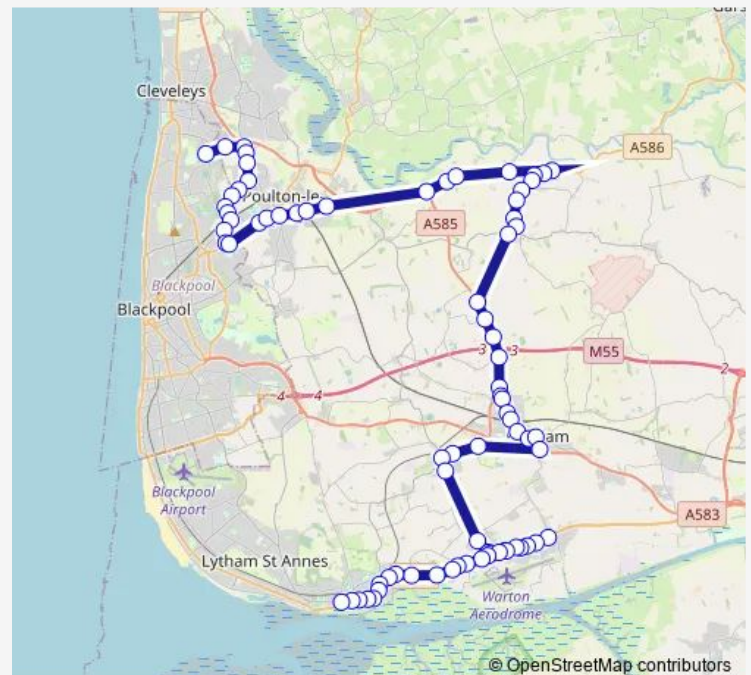 Cleveleys
A586
Poulton-le
A585
Blackpool
Blackpool
3
3
M55
2
4
4
am
Blackpool
Airport
A583
Lytham St Annes
Warton
Aerodrome
© OpenStreetMap contributors